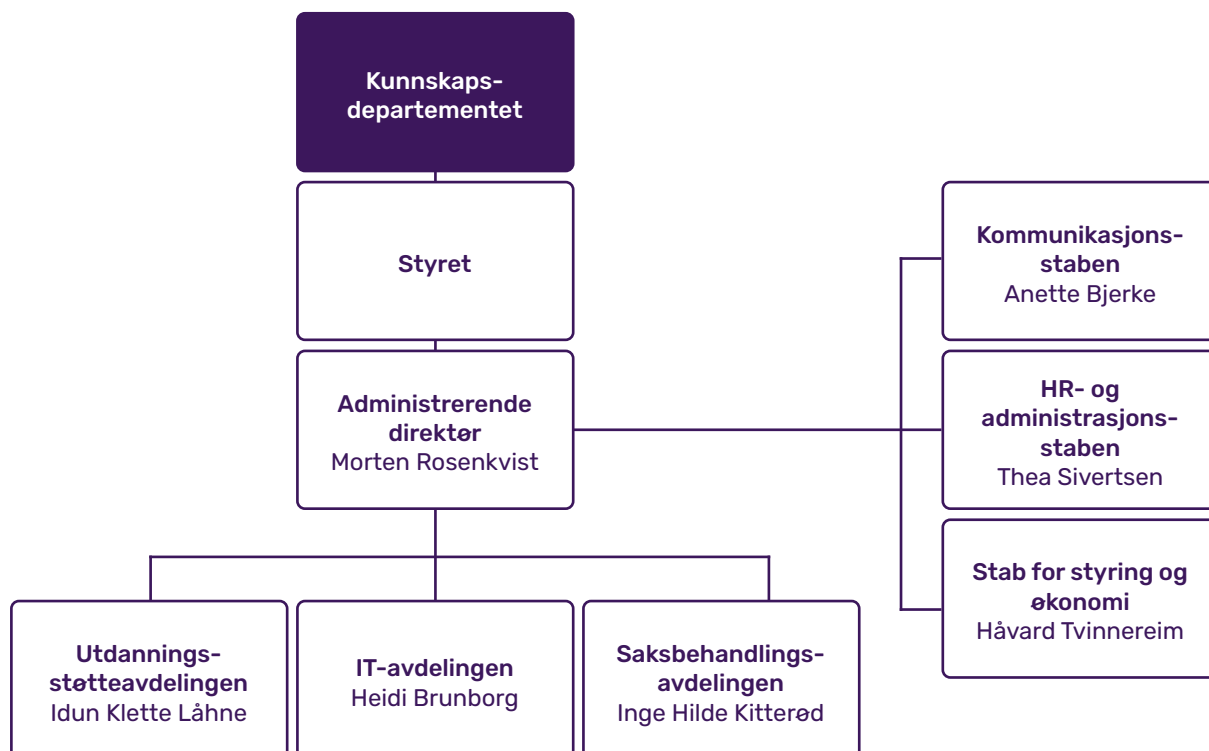 Kunnskaps-
departementet
Styret
Administrerende
direktør
Morten Rosenkvist
Kommunikasjons-
staben
Anette Bjerke
HR- og
administrasjons-
staben
Thea Sivertsen
Stab for styring og
økonomi
Håvard Tvinnereim
Utdannings-
støtteavdelingen
Idun Klette Låhne
IT-avdelingen
Heidi Brunborg
Saksbehandlings-
avdelingen
Inge Hilde Kitterød